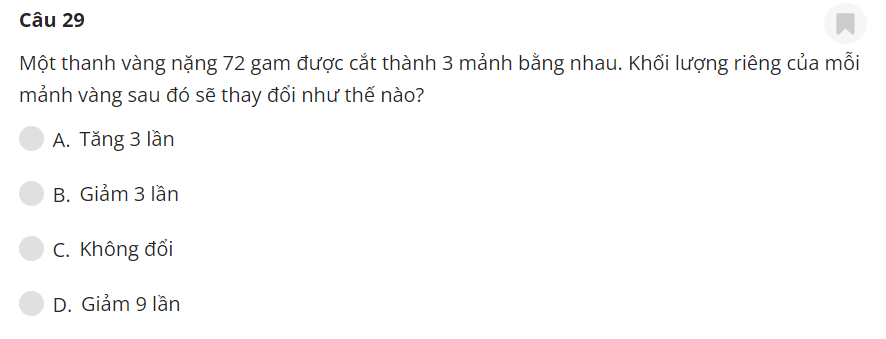 Câu 29
Một thanh vàng nặng 72 gam được cắt thành 3 mảnh bằng nhau. Khối lượng riêng của mỗi
mảnh vàng sau đó sẽ thay đổi như thế nào?
A. Tăng 3 lần
B. Giảm 3 lần
C. Không đổi
D. Giảm 9 lần